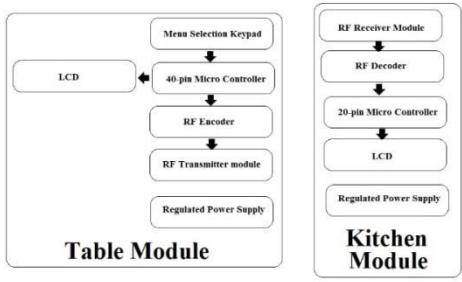 Menu Selection Keypad
LCD
40-pin Micro Controller
RF Encoder
RF Transmitter module
Regulated Power Supply
Table Module
RF Receiver Module
RF Decoder
20-pin Micro Controller
LCD
Regulated Power Supply
Kitchen
Module